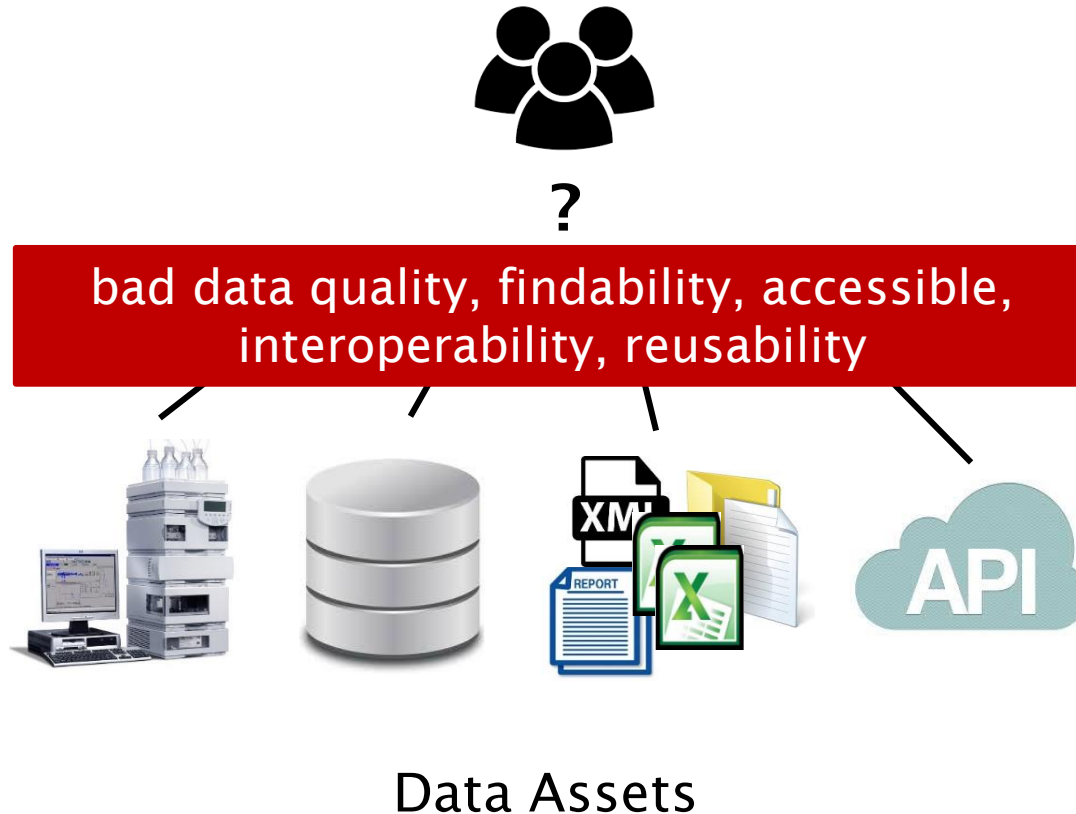 ?
bad data quality, findability, accessible,
interoperability, reusability
XML
REPORT
X
X
API
Data Assets